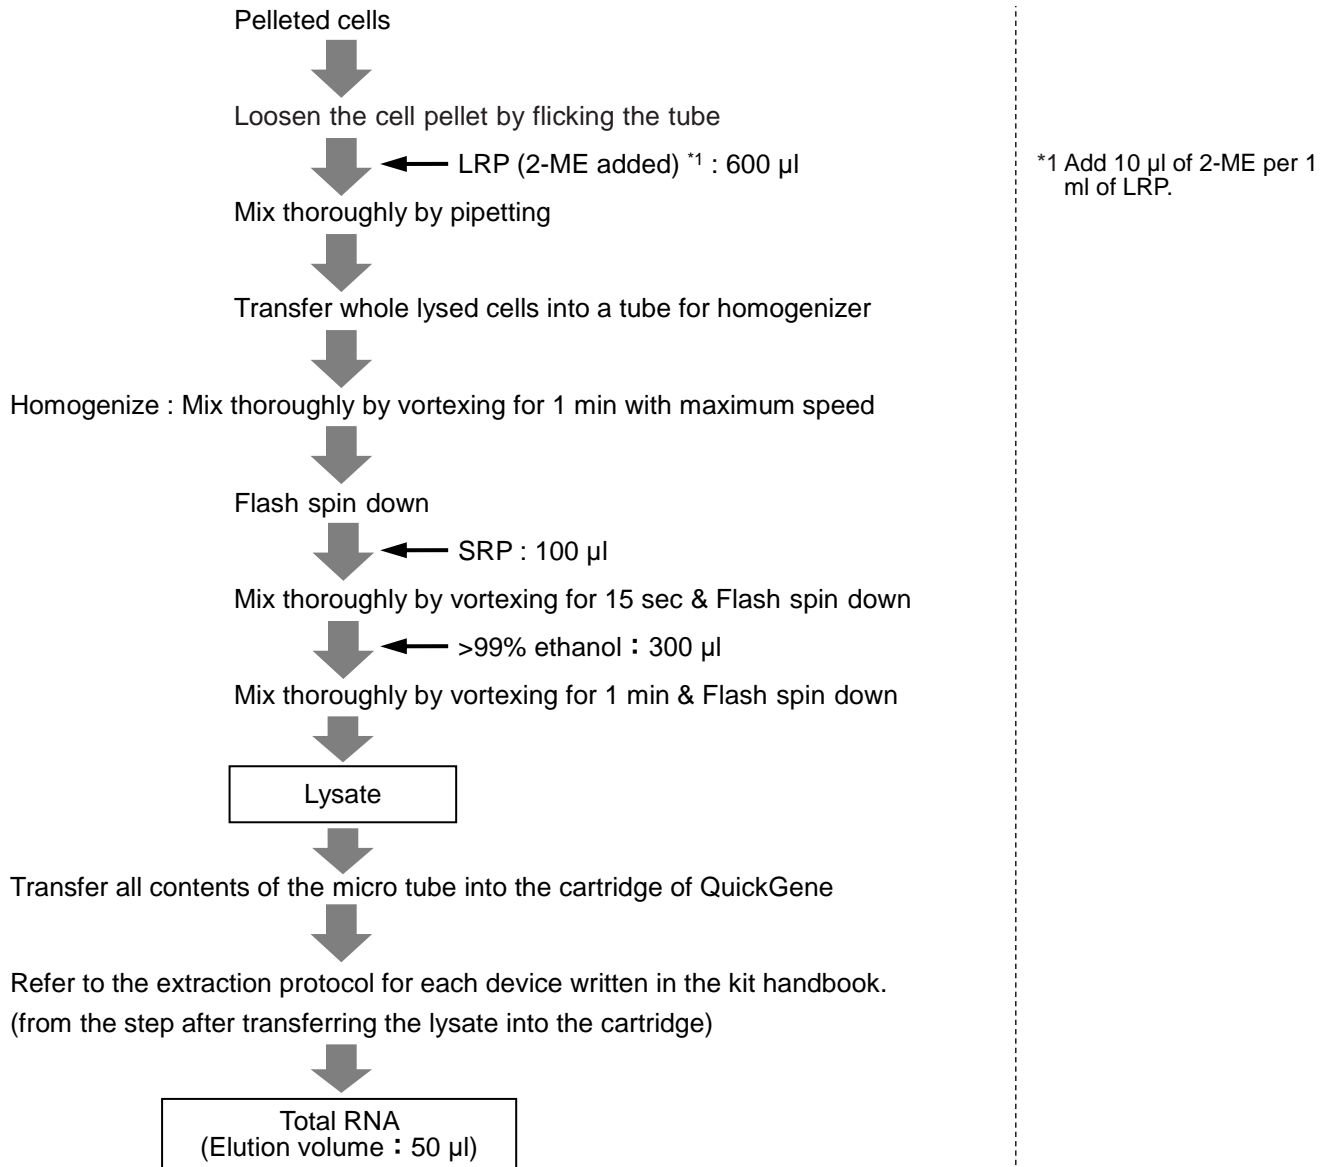 Pelleted cells
Loosen the cell pellet by flicking the tube
LRP (2-ME added) *1 : 600 µl
*1 Add 10 µl of 2-ME per 1
ml of LRP.
Mix thoroughly by pipetting
Transfer whole lysed cells into a tube for homogenizer
Homogenize : Mix thoroughly by vortexing for 1 min with maximum speed
Flash spin down
SRP : 100 µl
Mix thoroughly by vortexing for 15 sec & Flash spin down
>99% ethanol：300 µl
Mix thoroughly by vortexing for 1 min & Flash spin down
Lysate
Transfer all contents of the micro tube into the cartridge of QuickGene
Refer to the extraction protocol for each device written in the kit handbook.
(from the step after transferring the lysate into the cartridge)
Total RNA
(Elution volume：50 µl)